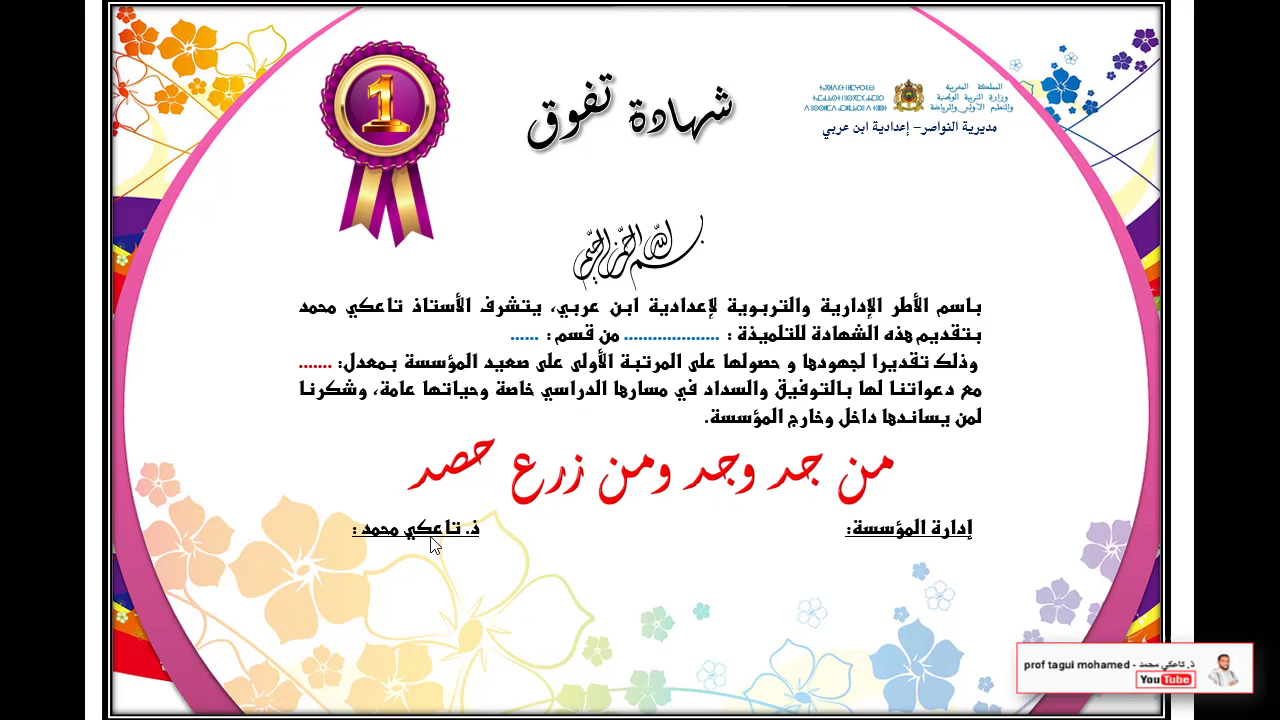 المملكة المغربية
وزارة التربية الوطنية
والتعليم الأولي والرياضة
مديرية النواصر– إعدادية ابن عربي
شهادة تفوق
1
بسم الله الرحمن الرحيم
باسم الأطر الإدارية والتربوية لإعدادية ابن عربي، يتشرف الأستاذ تاعكي محمد
بتقديم هذه الشهادة للتلميذة : .................... من قسم : ......
وذلك تقديرا لجهودها و حصولها على المرتبة الأولى على صعيد المؤسسة بمعدل: .......
مع دعواتنا لها بالتوفيق والسداد في مسارها الدراسي خاصة وحياتها عامة، وشكرنا
لمن يساندها داخل وخارج المؤسسة.
من جد وجد ومن زرع حصد
إدارة المؤسسة:
ذ. تاعكي محمد :
prof tagui mohamed - ذ. تاعكي محمد
YouTube